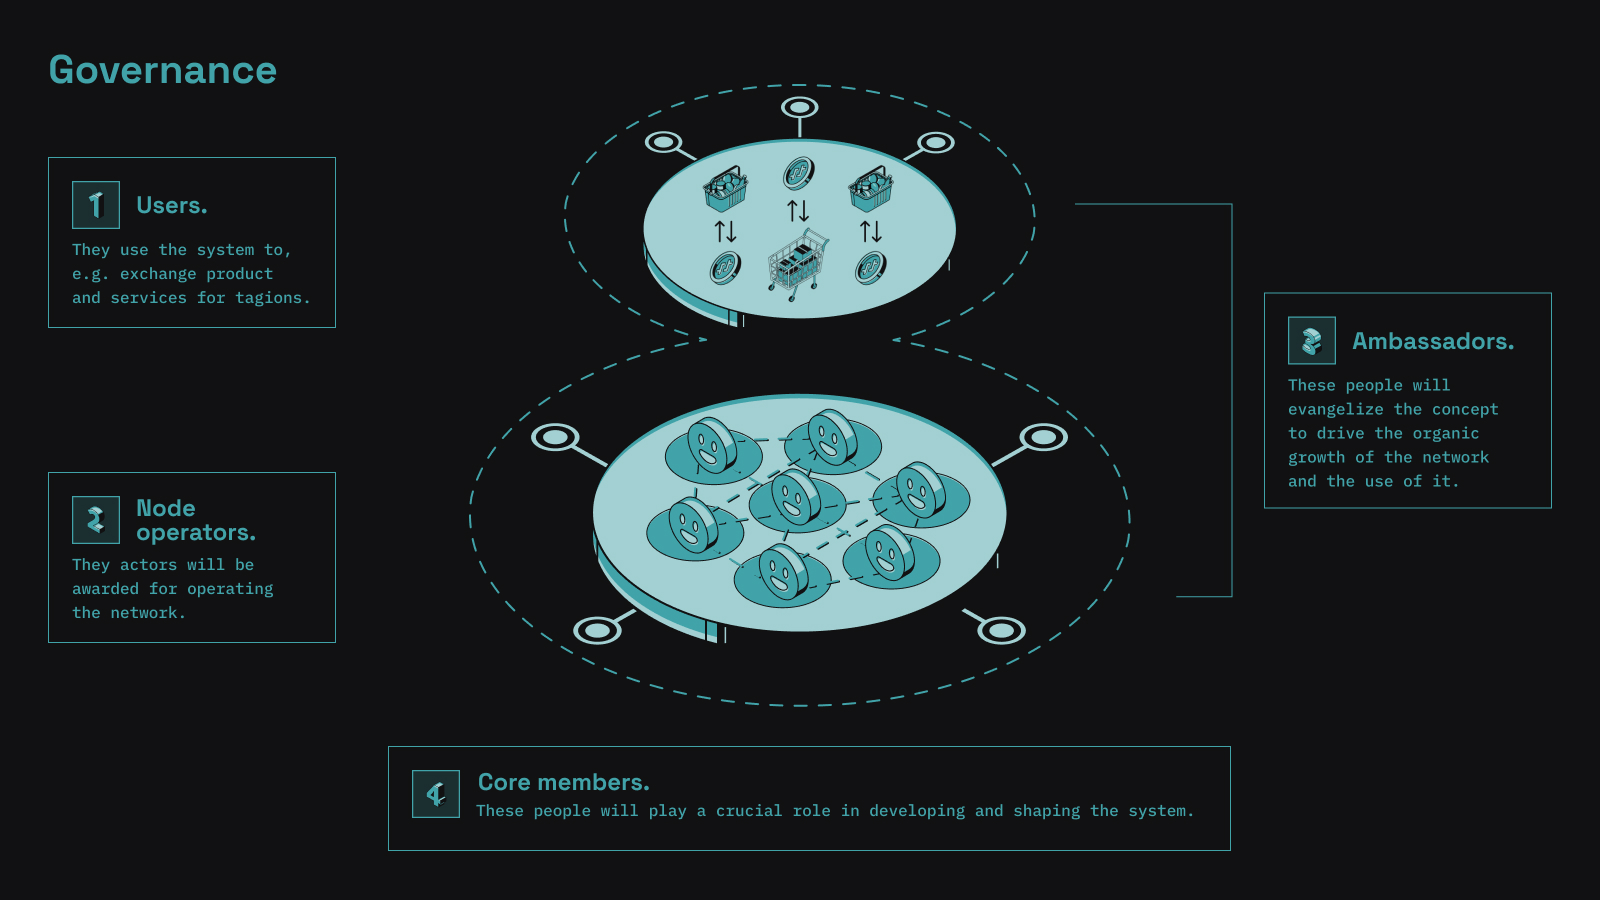 Governance
1
Users.
They use the system to,
e.g. exchange product
and services for tagions.
2
Node
operators.
They actors will be
awarded for operating
the network.
3
Ambassadors.
These people will
evangelize the concept
to drive the organic
growth of the network
and the use of it.
4
Core members.
These people will play a crucial role in developing and shaping the system.